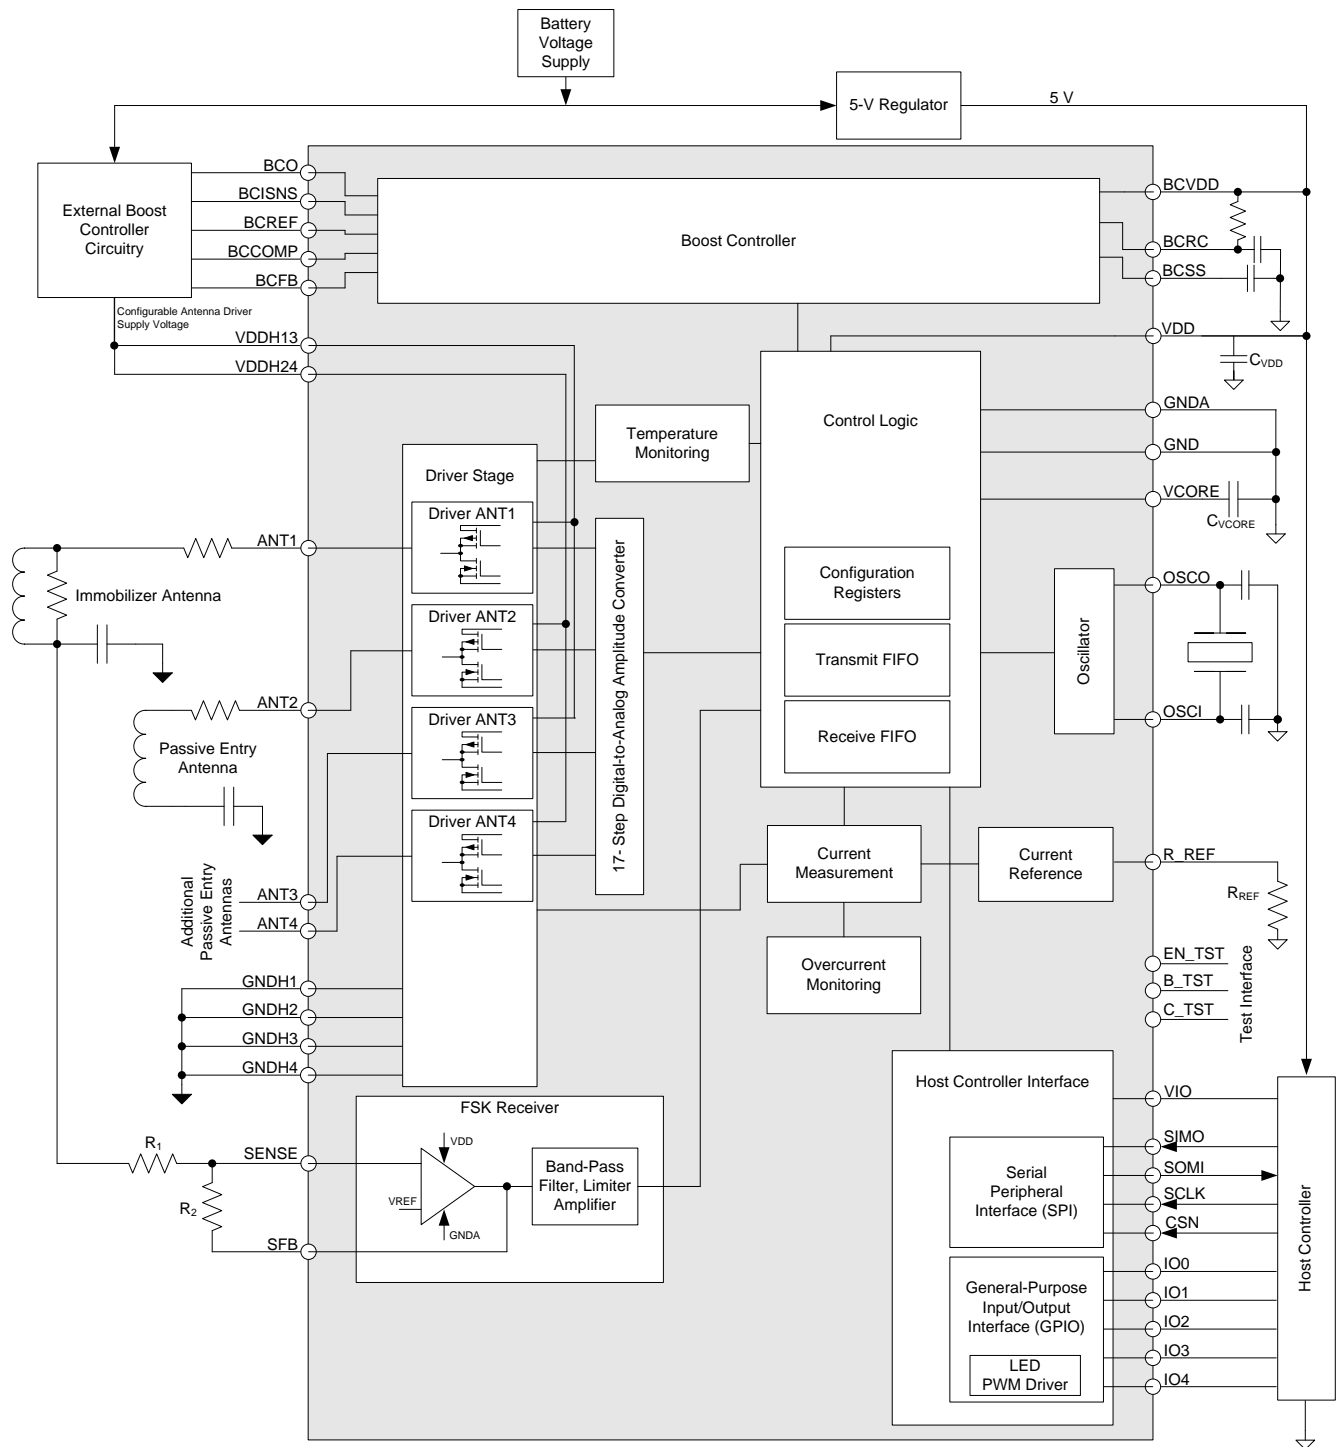 Battery
Voltage
Supply
5-V Regulator
5 V
External Boost
Controller
Circuitry
BCO
BCISNS
BCREF
BCCOMP
BCFB
Boost Controller
BCVDD
BCRC
BCSS
Configurable Antenna Driver
Supply Voltage
VDDH13
VDDH24
VDD
CVDD
GNDA
GND
VCORE
CVCORE
Control Logic
Temperature
Monitoring
Driver Stage
Driver ANT1
Driver ANT2
Driver ANT3
Driver ANT4
17- Step Digital-to-Analog Amplitude Converter
Configuration
Registers
Transmit FIFO
Receive FIFO
Oscillator
OSCO
OSCI
ANT1
Immobilizer Antenna
ANT2
Passive Entry
Antenna
Additional
Passive Entry
Antennas
ANT3
ANT4
Current
Measurement
Current
Reference
R_REF
RREF
Overcurrent
Monitoring
EN_TST
B_TST
C_TST
Test Interface
GNDH1
GNDH2
GNDH3
GNDH4
FSK Receiver
VDD
VREF
GNDA
Band-Pass
Filter, Limiter
Amplifier
R1
R2
SENSE
SFB
Host Controller Interface
Serial
Peripheral
Interface (SPI)
General-Purpose
Input/Output
Interface (GPIO)
LED
PWM Driver
VIO
SIMO
SOMI
SCLK
CSN
IO0
IO1
IO2
IO3
IO4
Host Controller